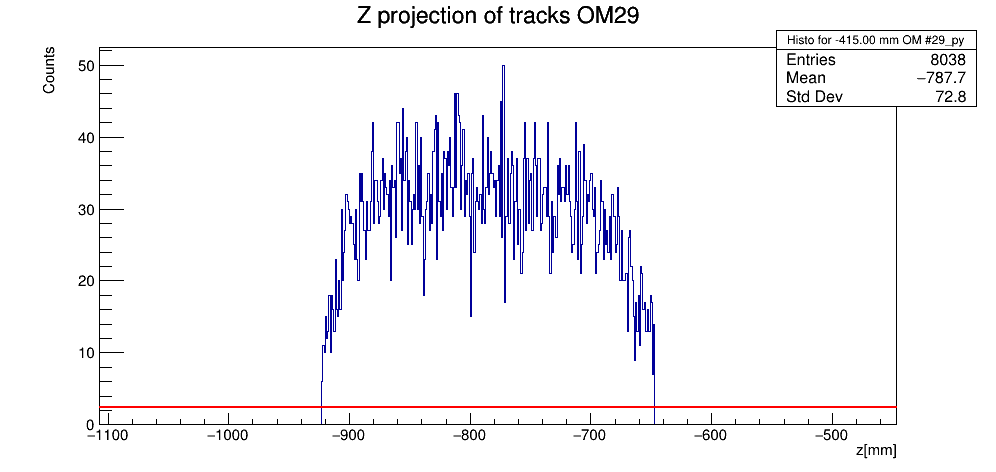 Z projection of tracks OM29
Histo for -415.00 mm OM #29_py
Entries 8038
Mean −787.7
Std Dev 72.8
Counts
50
40
30
20
10
0
−1100 −1000 −900 −800 −700 −600 −500
z[mm]